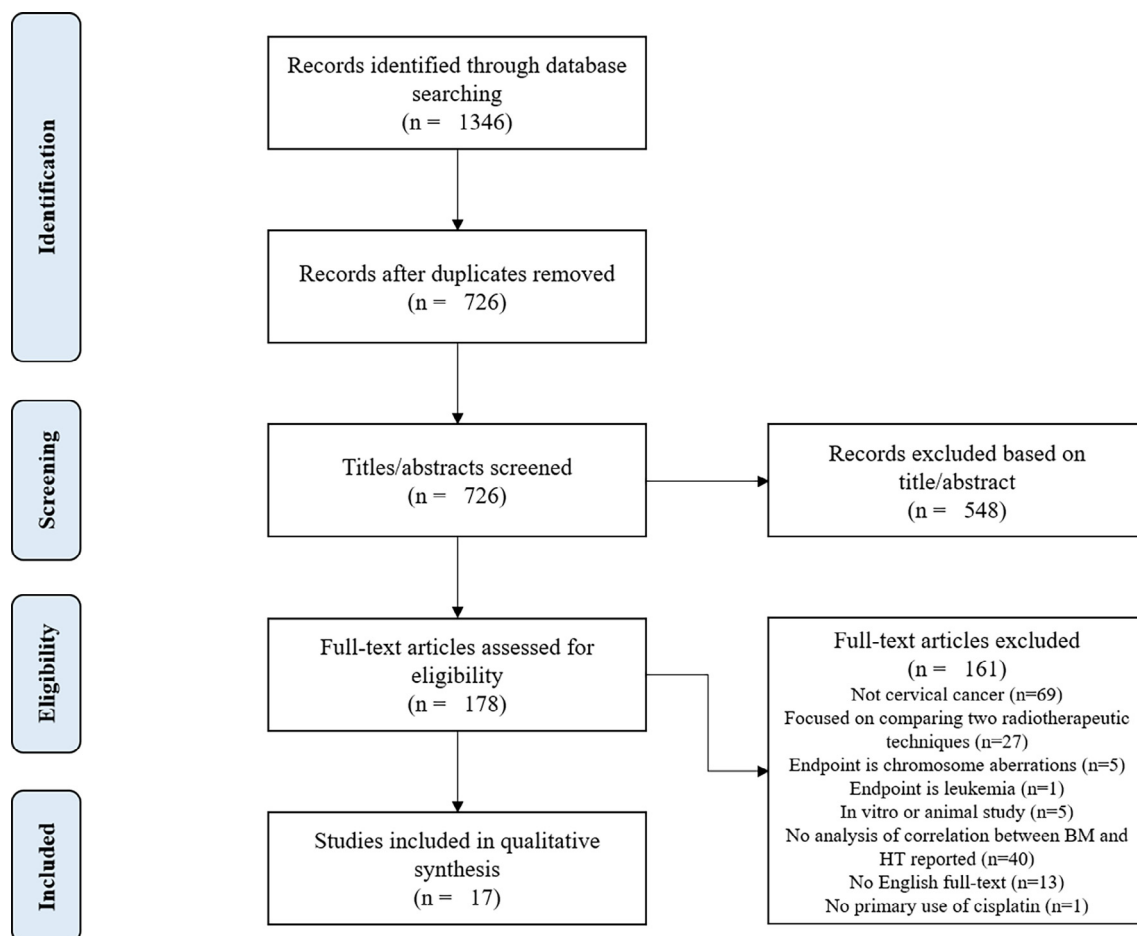 Identification
Records identified through database
searching
(n = 1346)
Records after duplicates removed
(n = 726)
Screening
Titles/abstracts screened
(n = 726)
Records excluded based on
title/abstract
(n = 548)
Eligibility
Full-text articles assessed for
eligibility
(n = 178)
Full-text articles excluded
(n = 161)
Not cervical cancer (n=69)
Focused on comparing two radiotherapeutic
techniques (n=27)
Endpoint is chromosome aberrations (n=5)
Endpoint is leukemia (n=1)
In vitro or animal study (n=5)
No analysis of correlation between BM and
HT reported (n=40)
No English full-text (n=13)
No primary use of cisplatin (n=1)
Included
Studies included in qualitative
synthesis
(n = 17)